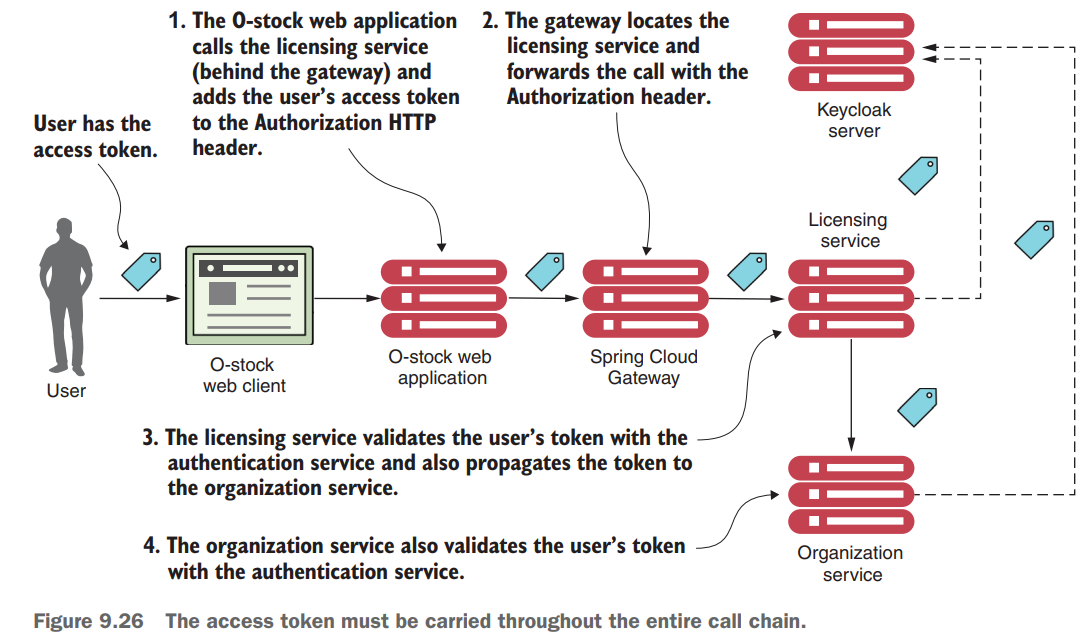 1. The O-stock web application
calls the licensing service
(behind the gateway) and
adds the user’s access token
to the Authorization HTTP
header.
2. The gateway locates the
licensing service and
forwards the call with the
Authorization header.
Keycloak
server
User has the
access token.
Licensing
service
User
O-stock
web client
O-stock web
application
Spring Cloud
Gateway
3. The licensing service validates the user’s token with the
authentication service and also propagates the token to
the organization service.
4. The organization service also validates the user’s token
with the authentication service.
Organization
service
Figure 9.26 The access token must be carried throughout the entire call chain.